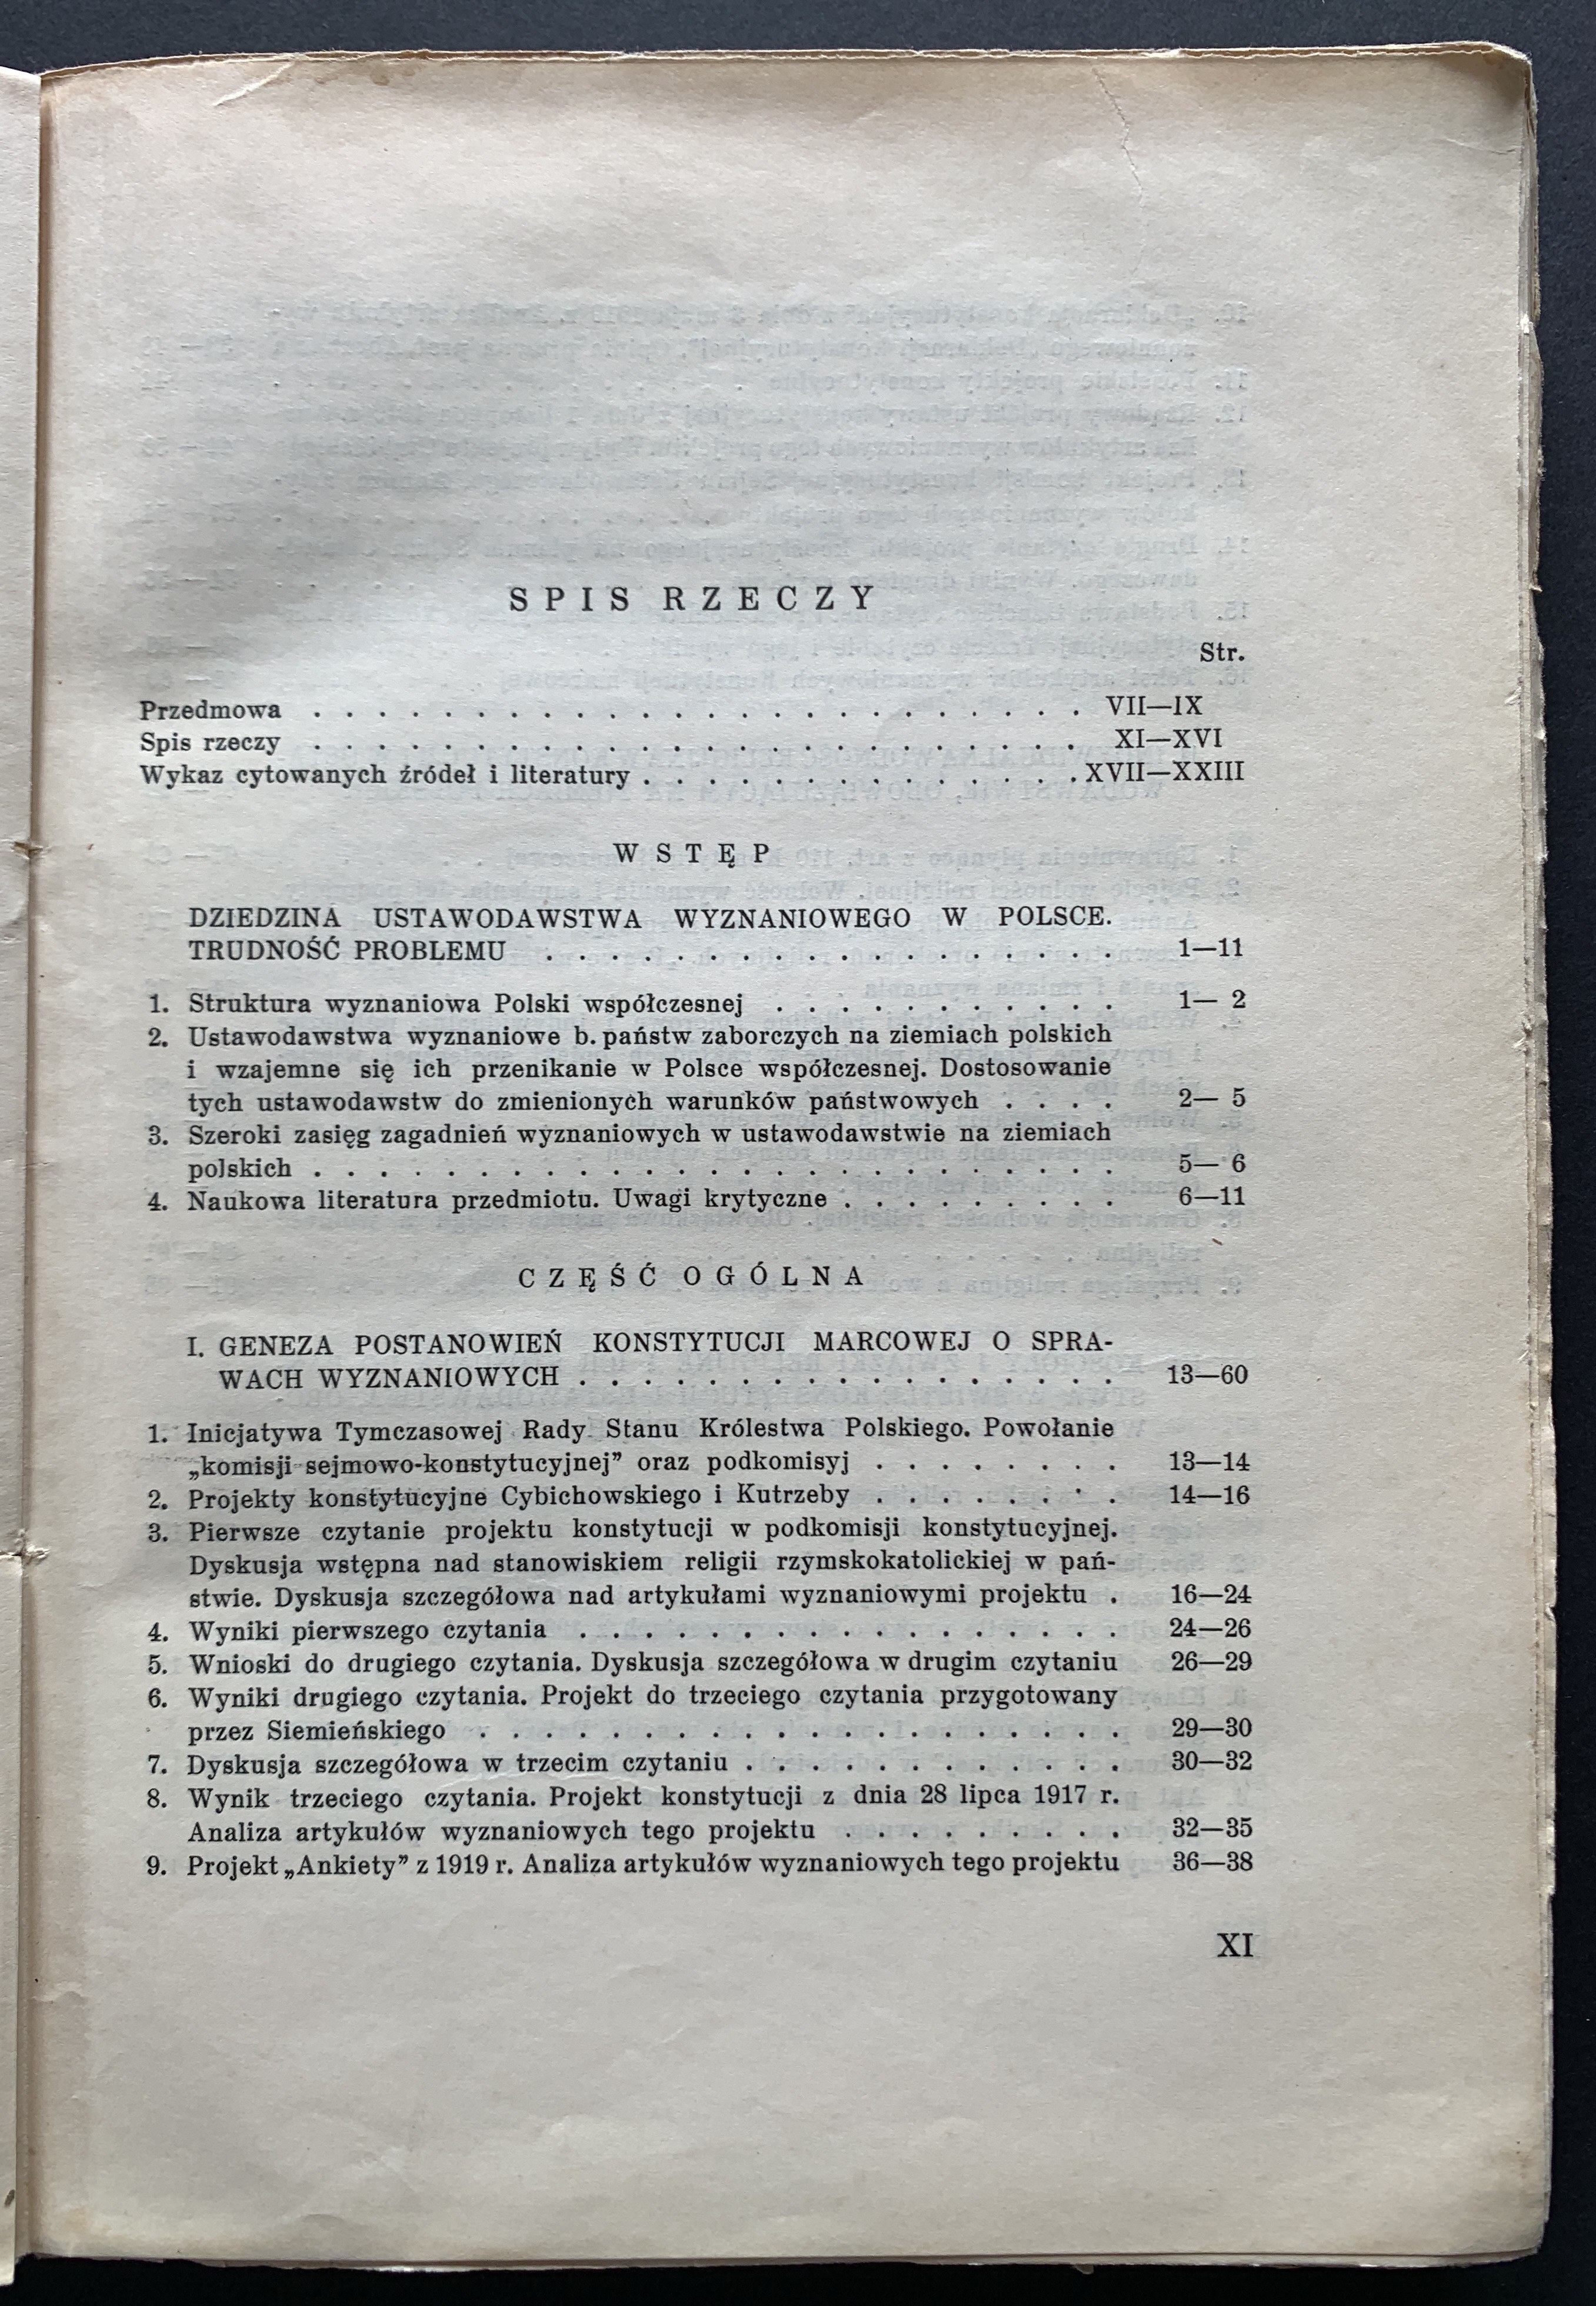 SPIS RZECZY
Str.
Przedmowa . . . . . . . . . . . . . . . . . . . . . . . . VII—IX
Spis rzeczy . . . . . . . . . . . . . . . . . . . . . . . . XI—XVI
Wykaz cytowanych źródeł i literatury . . . . . . . . . . . . . . XVII—XXIII
WSTĘP
DZIEDZINA USTAWODAWSTWA WYZNANIOWEGO W POLSCE.
TRUDNOŚĆ PROBLEMU . . . . . . . . . . . . . . . . . . 1—11
1. Struktura wyznaniowa Polski współczesnej . . . . . . . . . . . 1— 2
2. Ustawodawstwa wyznaniowe b. państw zaborczych na ziemiach polskich
i wzajemne się ich przenikanie w Polsce współczesnej. Dostosowanie
tych ustawodawstw do zmienionych warunków państwowych . . . . 2— 5
3. Szeroki zasięg zagadnień wyznaniowych w ustawodawstwie na ziemiach
polskich . . . . . . . . . . . . . . . . . . . . . . . . . 5— 6
4. Naukowa literatura przedmiotu. Uwagi krytyczne . . . . . . . . . 6—11
CZĘŚĆ OGÓLNA
I. GENEZA POSTANOWIEŃ KONSTYTUCJI MARCOWEJ O SPRA-
WACH WYZNANIOWYCH . . . . . . . . . . . . . . . . . 13—60
1. Inicjatywa Tymczasowej Rady Stanu Królestwa Polskiego. Powołanie
„komisji sejmowo-konstytucyjnej” oraz podkomisyj . . . . . . . . 13—14
2. Projekty konstytucyjne Cybichowskiego i Kutrzeby . . . . . . . . 14—16
3. Pierwsze czytanie projektu konstytucji w podkomisji konstytucyjnej.
Dyskusja wstępna nad stanowiskiem religii rzymskokatolickiej w pań-
stwie. Dyskusja szczegółowa nad artykułami wyznaniowymi projektu . 16—24
4. Wyniki pierwszego czytania . . . . . . . . . . . . . . . . . 24—26
5. Wnioski do drugiego czytania. Dyskusja szczegółowa w drugim czytaniu 26—29
6. Wyniki drugiego czytania. Projekt do trzeciego czytania przygotowany
przez Siemieńskiego . . . . . . . . . . . . . . . . . . . . 29—30
7. Dyskusja szczegółowa w trzecim czytaniu . . . . . . . . . . . . 30—32
8. Wynik trzeciego czytania. Projekt konstytucji z dnia 28 lipca 1917 r.
Analiza artykułów wyznaniowych tego projektu . . . . . . . . . 32—35
9. Projekt „Ankiety” z 1919 r. Analiza artykułów wyznaniowych tego projektu 36—38
XI